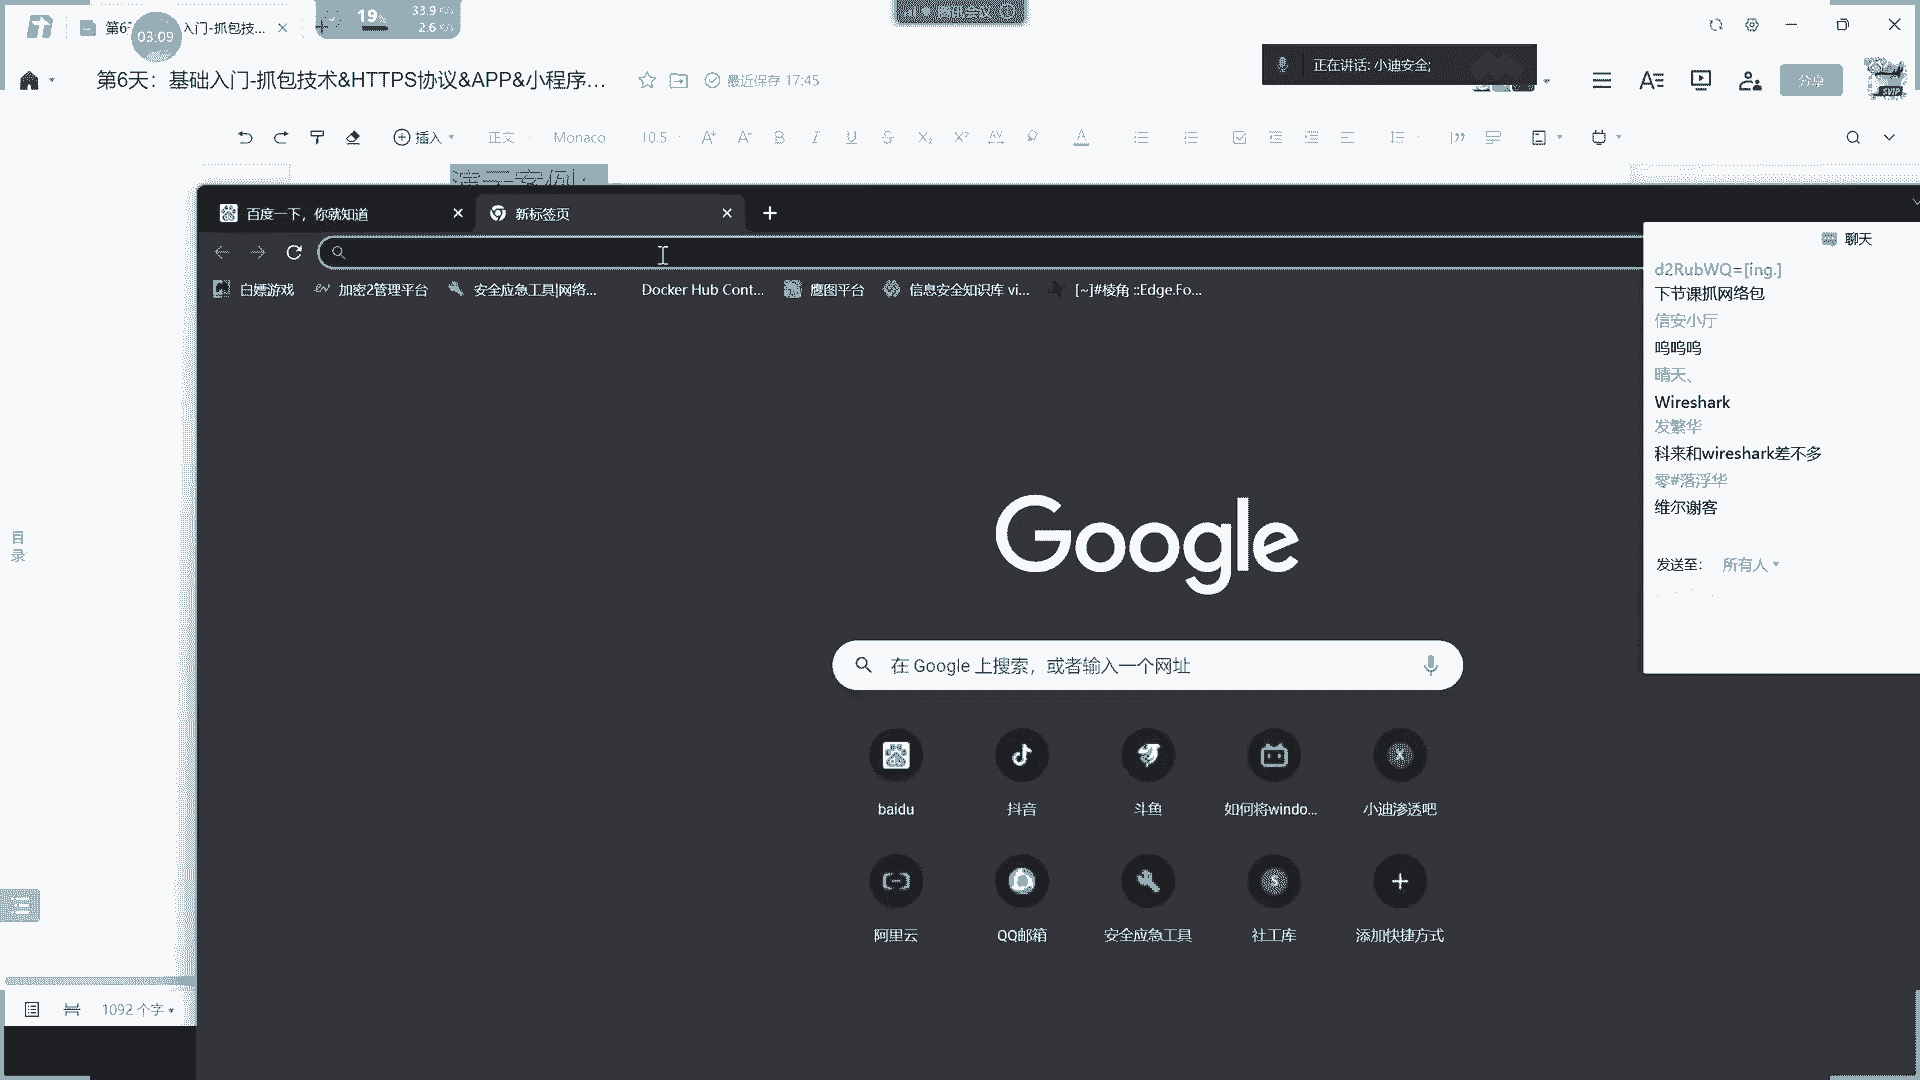 第6
入门-抓包技...
03:09
19%
33.9 K/s
2.6 K/s
腾讯会议
第6天：基础入门-抓包技术&HTTPS协议&APP&小程序...
最近保存 17:45
正在讲话: 小迪安全;
分享
SVIP
插入
正文
Monaco
10.5
演示案例：
百度一下，你就知道
新标签页
白嫖游戏
加密2管理平台
安全应急工具|网络...
Docker Hub Cont...
鹰图平台
信息安全知识库 vi...
[~]#棱角 ::Edge.Fo...
聊天
d2RubWQ=[ing.]
下节课抓网络包
信安小厅
呜呜呜
晴天、
Wireshark
发繁华
科来和wireshark差不多
零#落浮华
维尔谢客
发送至：
所有人
Google
在 Google 上搜索，或者输入一个网址
baidu
抖音
斗鱼
如何将windo...
小迪渗透吧
阿里云
QQ邮箱
安全应急工具
社工库
添加快捷方式
目录
1092 个字